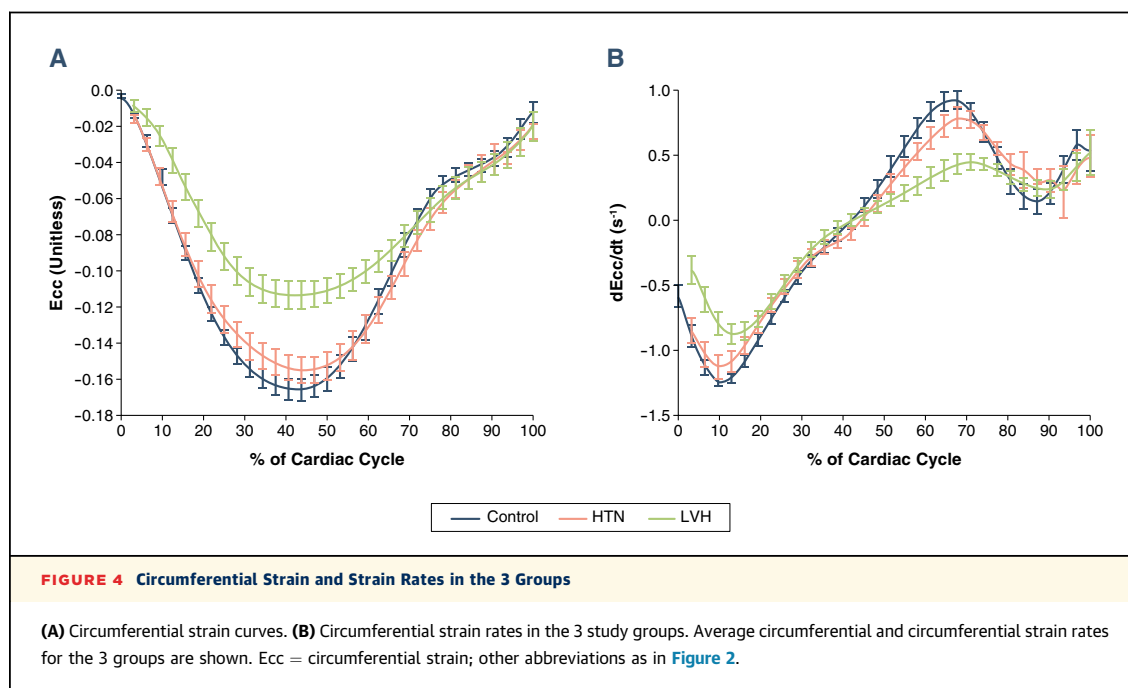 A
B
0.0
-0.02
-0.04
-0.06
-0.08
-0.10
-0.12
-0.14
-0.16
-0.18
Ecc (Unitless)
0 10 20 30 40 50 60 70 80 90 100
% of Cardiac Cycle
1.0
0.5
0.0
-0.5
-1.0
-1.5
dEcc/dt (s⁻¹)
0 10 20 30 40 50 60 70 80 90 100
% of Cardiac Cycle
Control HTN LVH
FIGURE 4 Circumferential Strain and Strain Rates in the 3 Groups
(A) Circumferential strain curves. (B) Circumferential strain rates in the 3 study groups. Average circumferential and circumferential strain rates
for the 3 groups are shown. Ecc = circumferential strain; other abbreviations as in Figure 2.